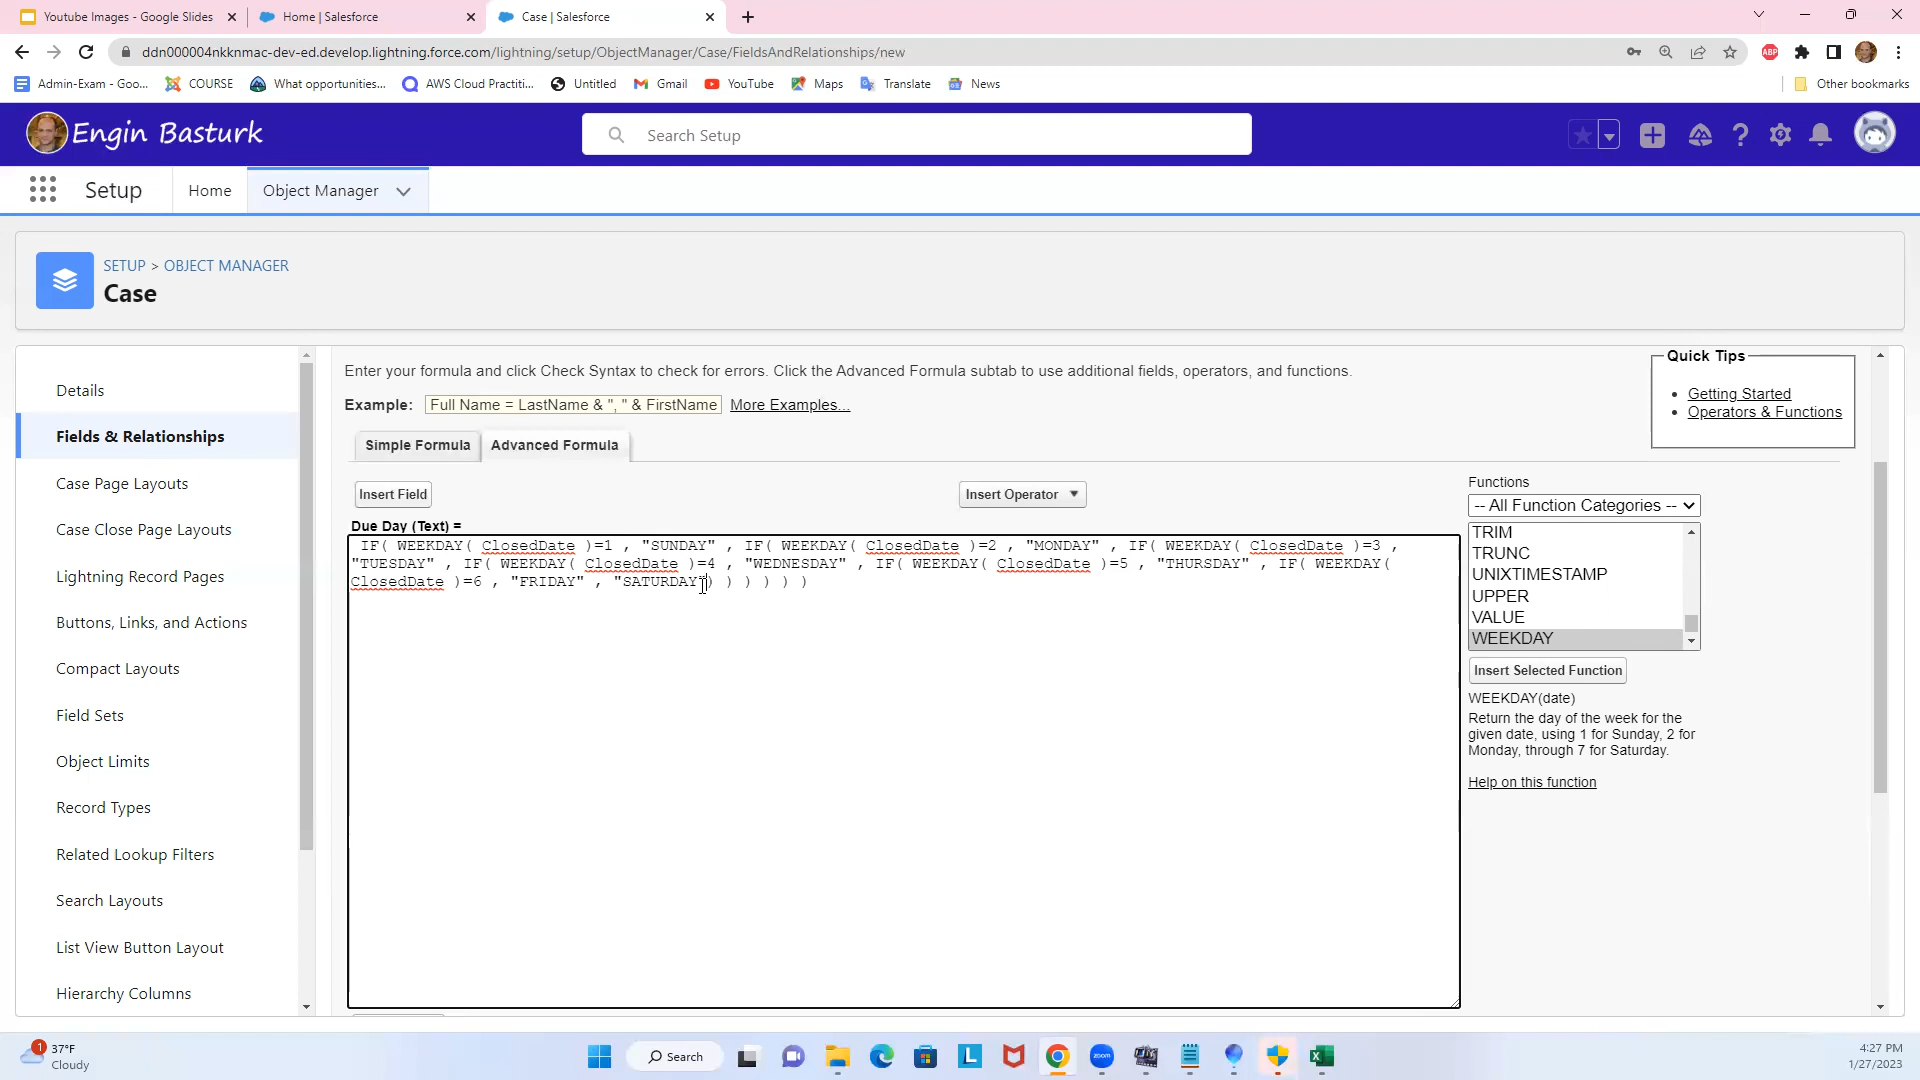 Youtube Images - Google Slides
Home | Salesforce
Case | Salesforce
ddn000004nkknmac-dev-ed.develop.lightning.force.com/lightning/setup/ObjectManager/Case/FieldsAndRelationships/new
ABP
Admin-Exam - Goo...
COURSE
What opportunities...
AWS Cloud Practiti...
Untitled
Gmail
YouTube
Maps
Translate
News
Other bookmarks
Engin Basturk
Search Setup
Setup
Home
Object Manager
SETUP > OBJECT MANAGER
Case
Details
Fields & Relationships
Case Page Layouts
Case Close Page Layouts
Lightning Record Pages
Buttons, Links, and Actions
Compact Layouts
Field Sets
Object Limits
Record Types
Related Lookup Filters
Search Layouts
List View Button Layout
Hierarchy Columns
Enter your formula and click Check Syntax to check for errors. Click the Advanced Formula subtab to use additional fields, operators, and functions.
Example: Full Name = LastName & ", " & FirstName More Examples...
Quick Tips
Getting Started
Operators & Functions
Simple Formula
Advanced Formula
Insert Field
Insert Operator
Due Day (Text) =
IF( WEEKDAY( ClosedDate )=1 , "SUNDAY" , IF( WEEKDAY( ClosedDate )=2 , "MONDAY" , IF( WEEKDAY( ClosedDate )=3 ,
"TUESDAY" , IF( WEEKDAY( ClosedDate )=4 , "WEDNESDAY" , IF( WEEKDAY( ClosedDate )=5 , "THURSDAY" , IF( WEEKDAY(
ClosedDate )=6 , "FRIDAY" , "SATURDAY") ) ) ) ) )
Functions
-- All Function Categories --
TRIM
TRUNC
UNIXTIMESTAMP
UPPER
VALUE
WEEKDAY
Insert Selected Function
WEEKDAY(date)
Return the day of the week for the
given date, using 1 for Sunday, 2 for
Monday, through 7 for Saturday.
Help on this function
1
37°F
Cloudy
Search
L
zoom
4:27 PM
1/27/2023